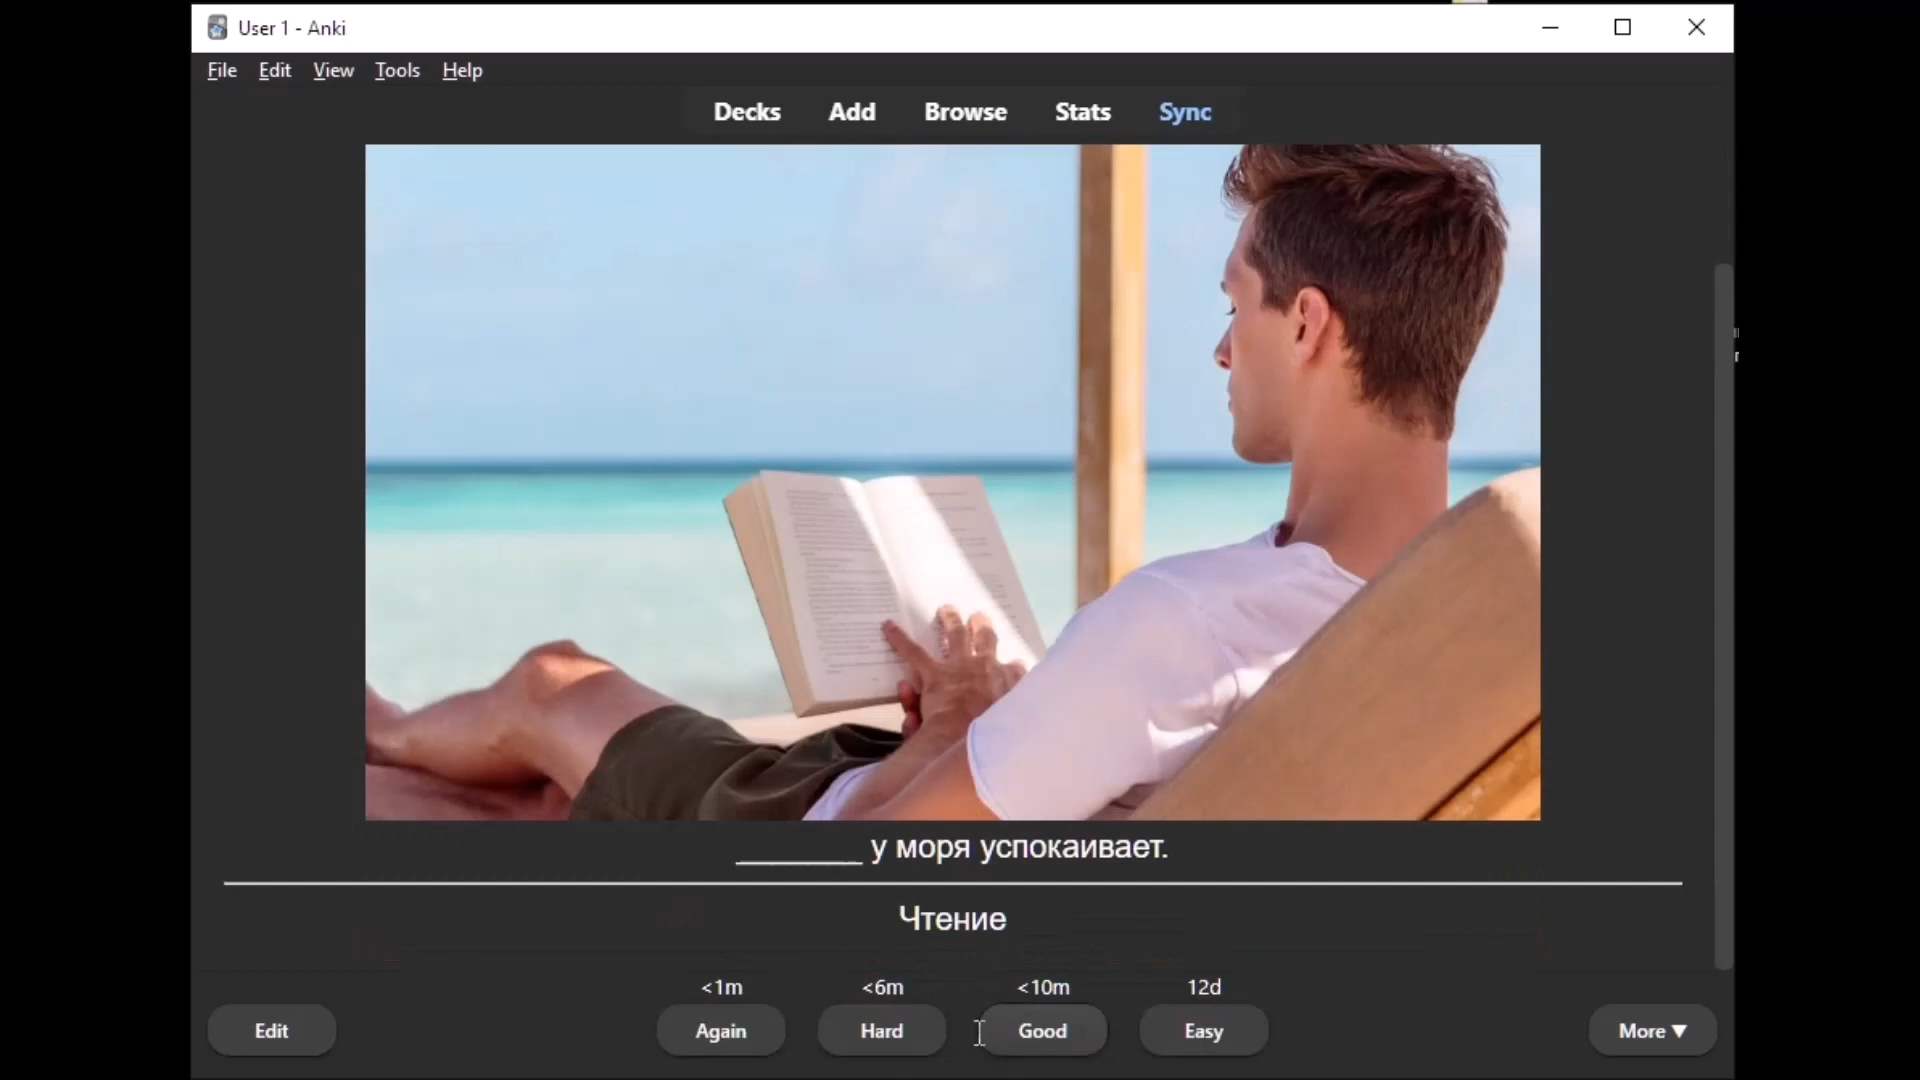 User 1 - Anki
File Edit View Tools Help
Decks Add Browse Stats Sync
________ у моря успокаивает.
Чтение
<1m <6m <10m 12d
Edit Again Hard Good Easy More ▼